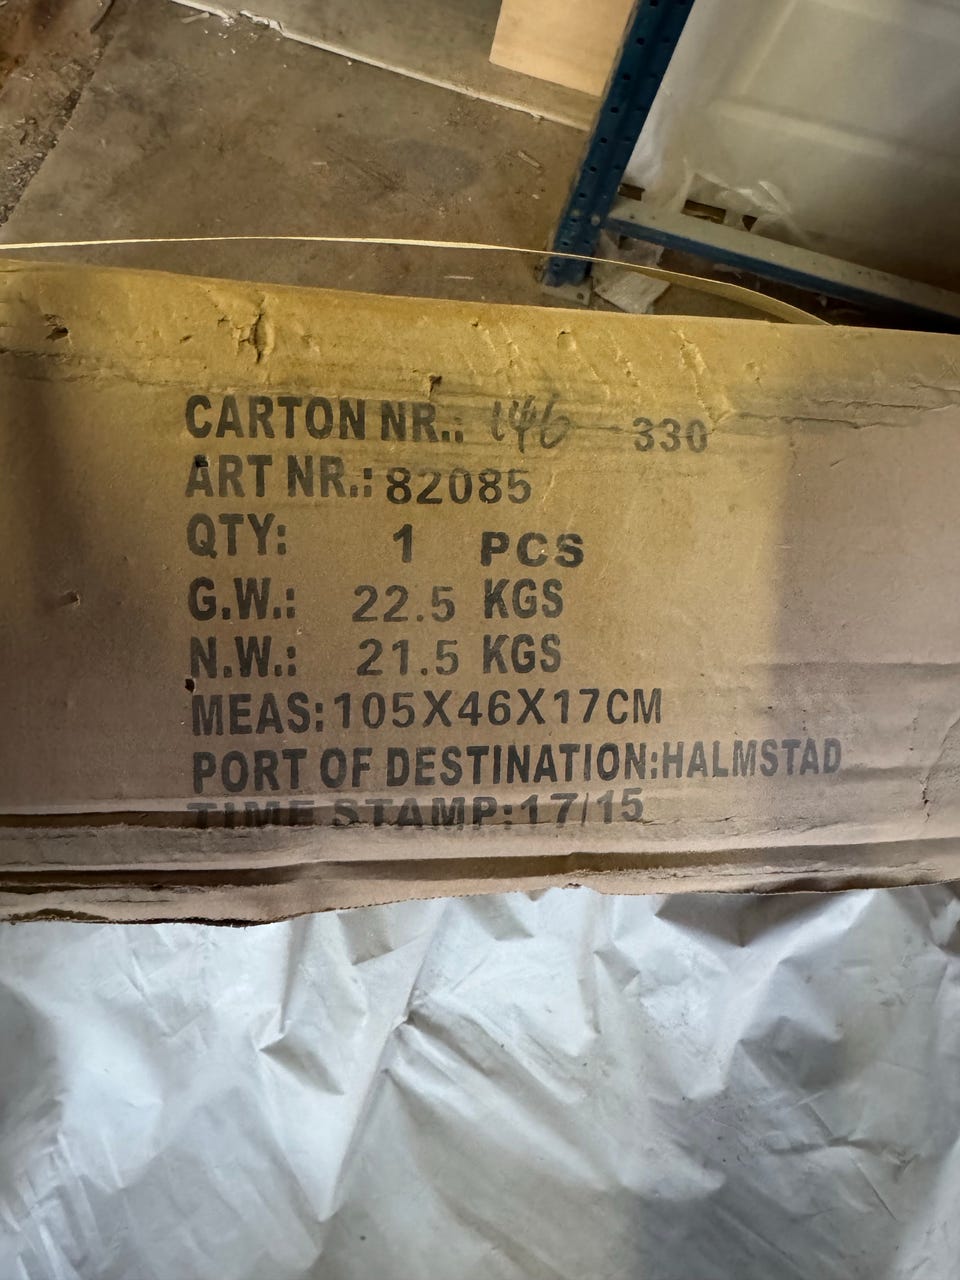 CARTON NR.: 146 — 330
ART NR.: 82085
QTY: 1 PCS
G.W.: 22.5 KGS
N.W.: 21.5 KGS
MEAS:105X46X17CM
PORT OF DESTINATION:HALMSTAD
TIME STAMP:17/15